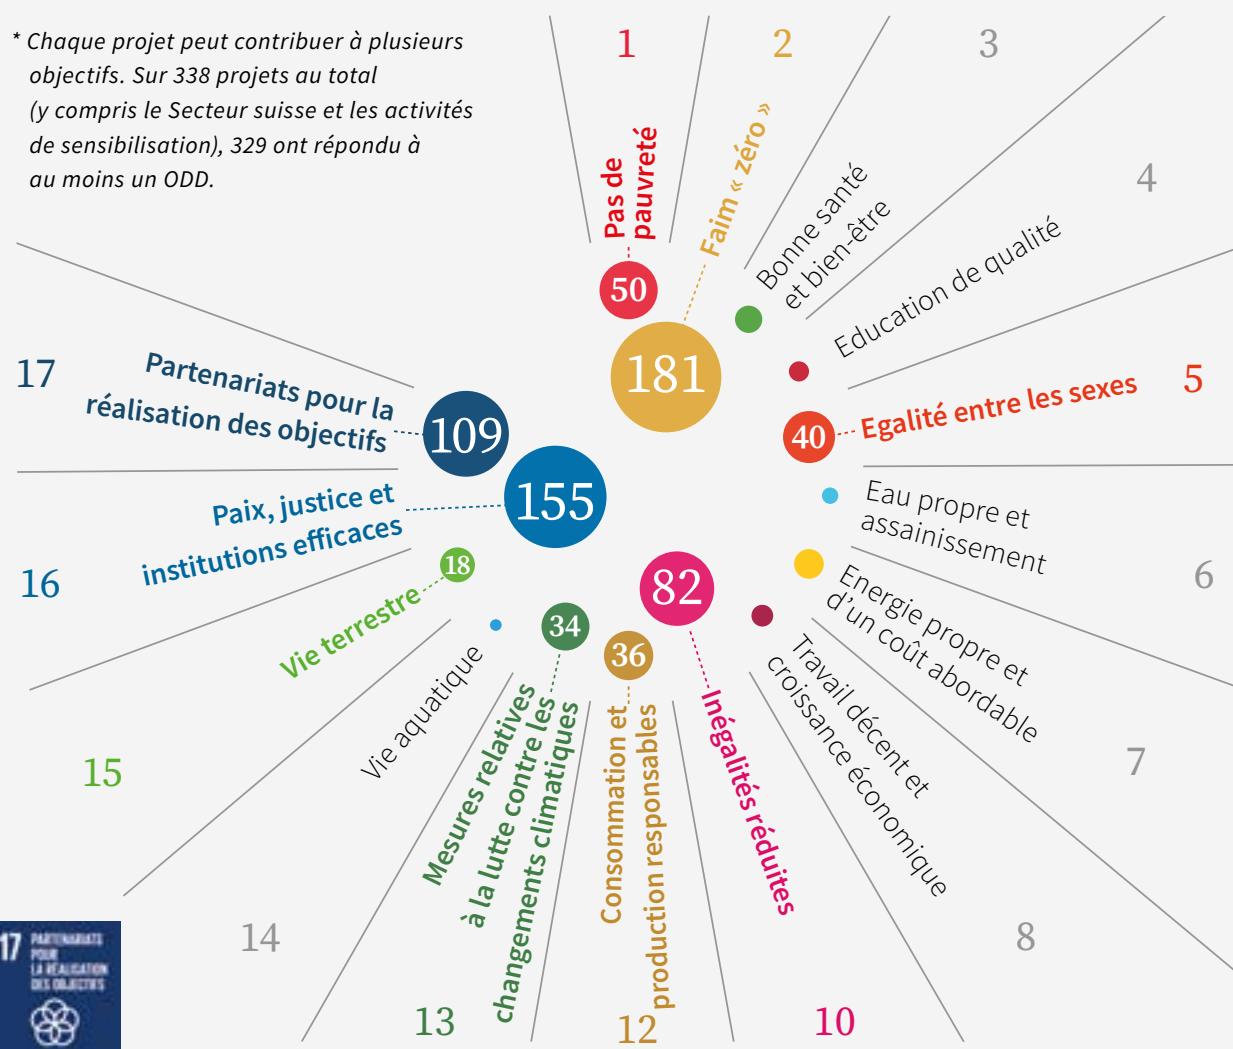 * Chaque projet peut contribuer à plusieurs
objectifs. Sur 338 projets au total
(y compris le Secteur suisse et les activités
de sensibilisation), 329 ont répondu à
au moins un ODD.
1
Pas de
pauvreté
50
2
Faim « zéro »
181
3
Bonne santé
et bien-être
4
Education de qualité
5
Egalité entre les sexes
40
6
Eau propre et
assainissement
7
Energie propre et
d’un coût abordable
8
Travail décent et
croissance économique
10
Inégalités réduites
82
12
Consommation et
production responsables
36
13
Mesures relatives
à la lutte contre les
changements climatiques
34
14
Vie aquatique
15
Vie terrestre
18
16
Paix, justice et
institutions efficaces
155
17
Partenariats pour la
réalisation des objectifs
109
17 PARTENARIATS
POUR
LA RÉALISATION
DES OBJECTIFS